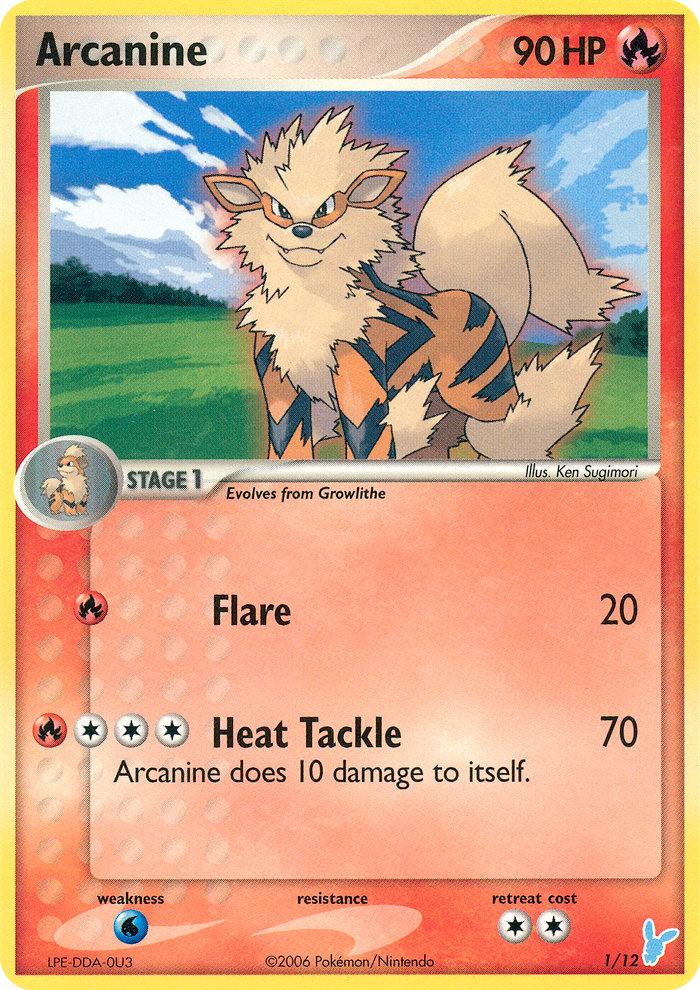 Arcanine 90 HP
Illus. Ken Sugimori
STAGE 1
Evolves from Growlithe
Flare 20
Heat Tackle 70
Arcanine does 10 damage to itself.
weakness resistance retreat cost
LPE-DDA-0U3 ©2006 Pokémon/Nintendo 1/12